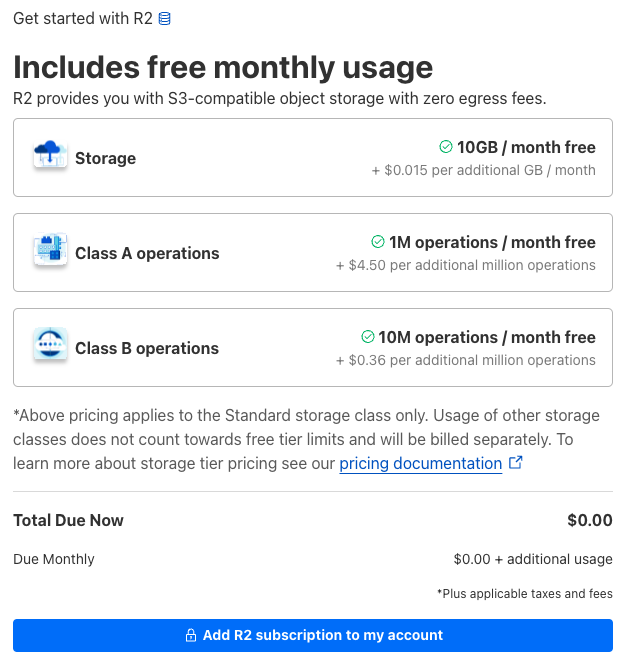 Get started with R2
Includes free monthly usage
R2 provides you with S3-compatible object storage with zero egress fees.
Storage
10GB / month free
+ $0.015 per additional GB / month
Class A operations
1M operations / month free
+ $4.50 per additional million operations
Class B operations
10M operations / month free
+ $0.36 per additional million operations
*Above pricing applies to the Standard storage class only. Usage of other storage
classes does not count towards free tier limits and will be billed separately. To
learn more about storage tier pricing see our pricing documentation
Total Due Now $0.00
Due Monthly $0.00 + additional usage
*Plus applicable taxes and fees
Add R2 subscription to my account